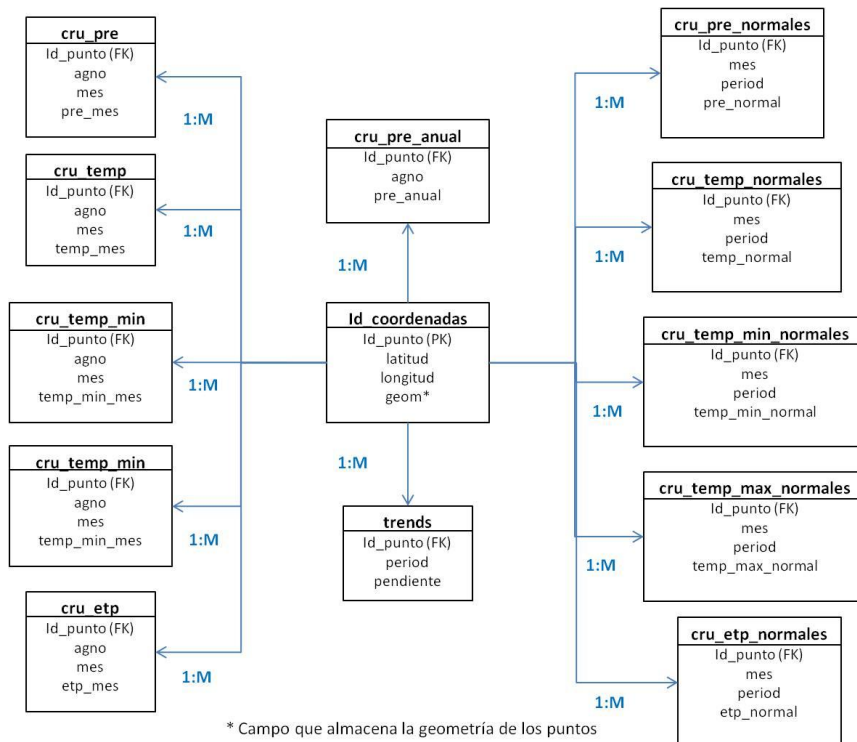 cru_pre
Id_punto (FK)
agno
mes
pre_mes
1:M
cru_temp
Id_punto (FK)
agno
mes
temp_mes
1:M
cru_temp_min
Id_punto (FK)
agno
mes
temp_min_mes
1:M
cru_temp_min
Id_punto (FK)
agno
mes
temp_min_mes
1:M
cru_etp
Id_punto (FK)
agno
mes
etp_mes
1:M
cru_pre_anual
Id_punto (FK)
agno
pre_anual
1:M
Id_coordenadas
Id_punto (PK)
latitud
longitud
geom*
1:M
trends
Id_punto (FK)
period
pendiente
cru_pre_normales
Id_punto (FK)
mes
period
pre_normal
1:M
cru_temp_normales
Id_punto (FK)
mes
period
temp_normal
1:M
cru_temp_min_normales
Id_punto (FK)
mes
period
temp_min_normal
1:M
cru_temp_max_normales
Id_punto (FK)
mes
period
temp_max_normal
1:M
cru_etp_normales
Id_punto (FK)
mes
period
etp_normal
1:M
* Campo que almacena la geometría de los puntos